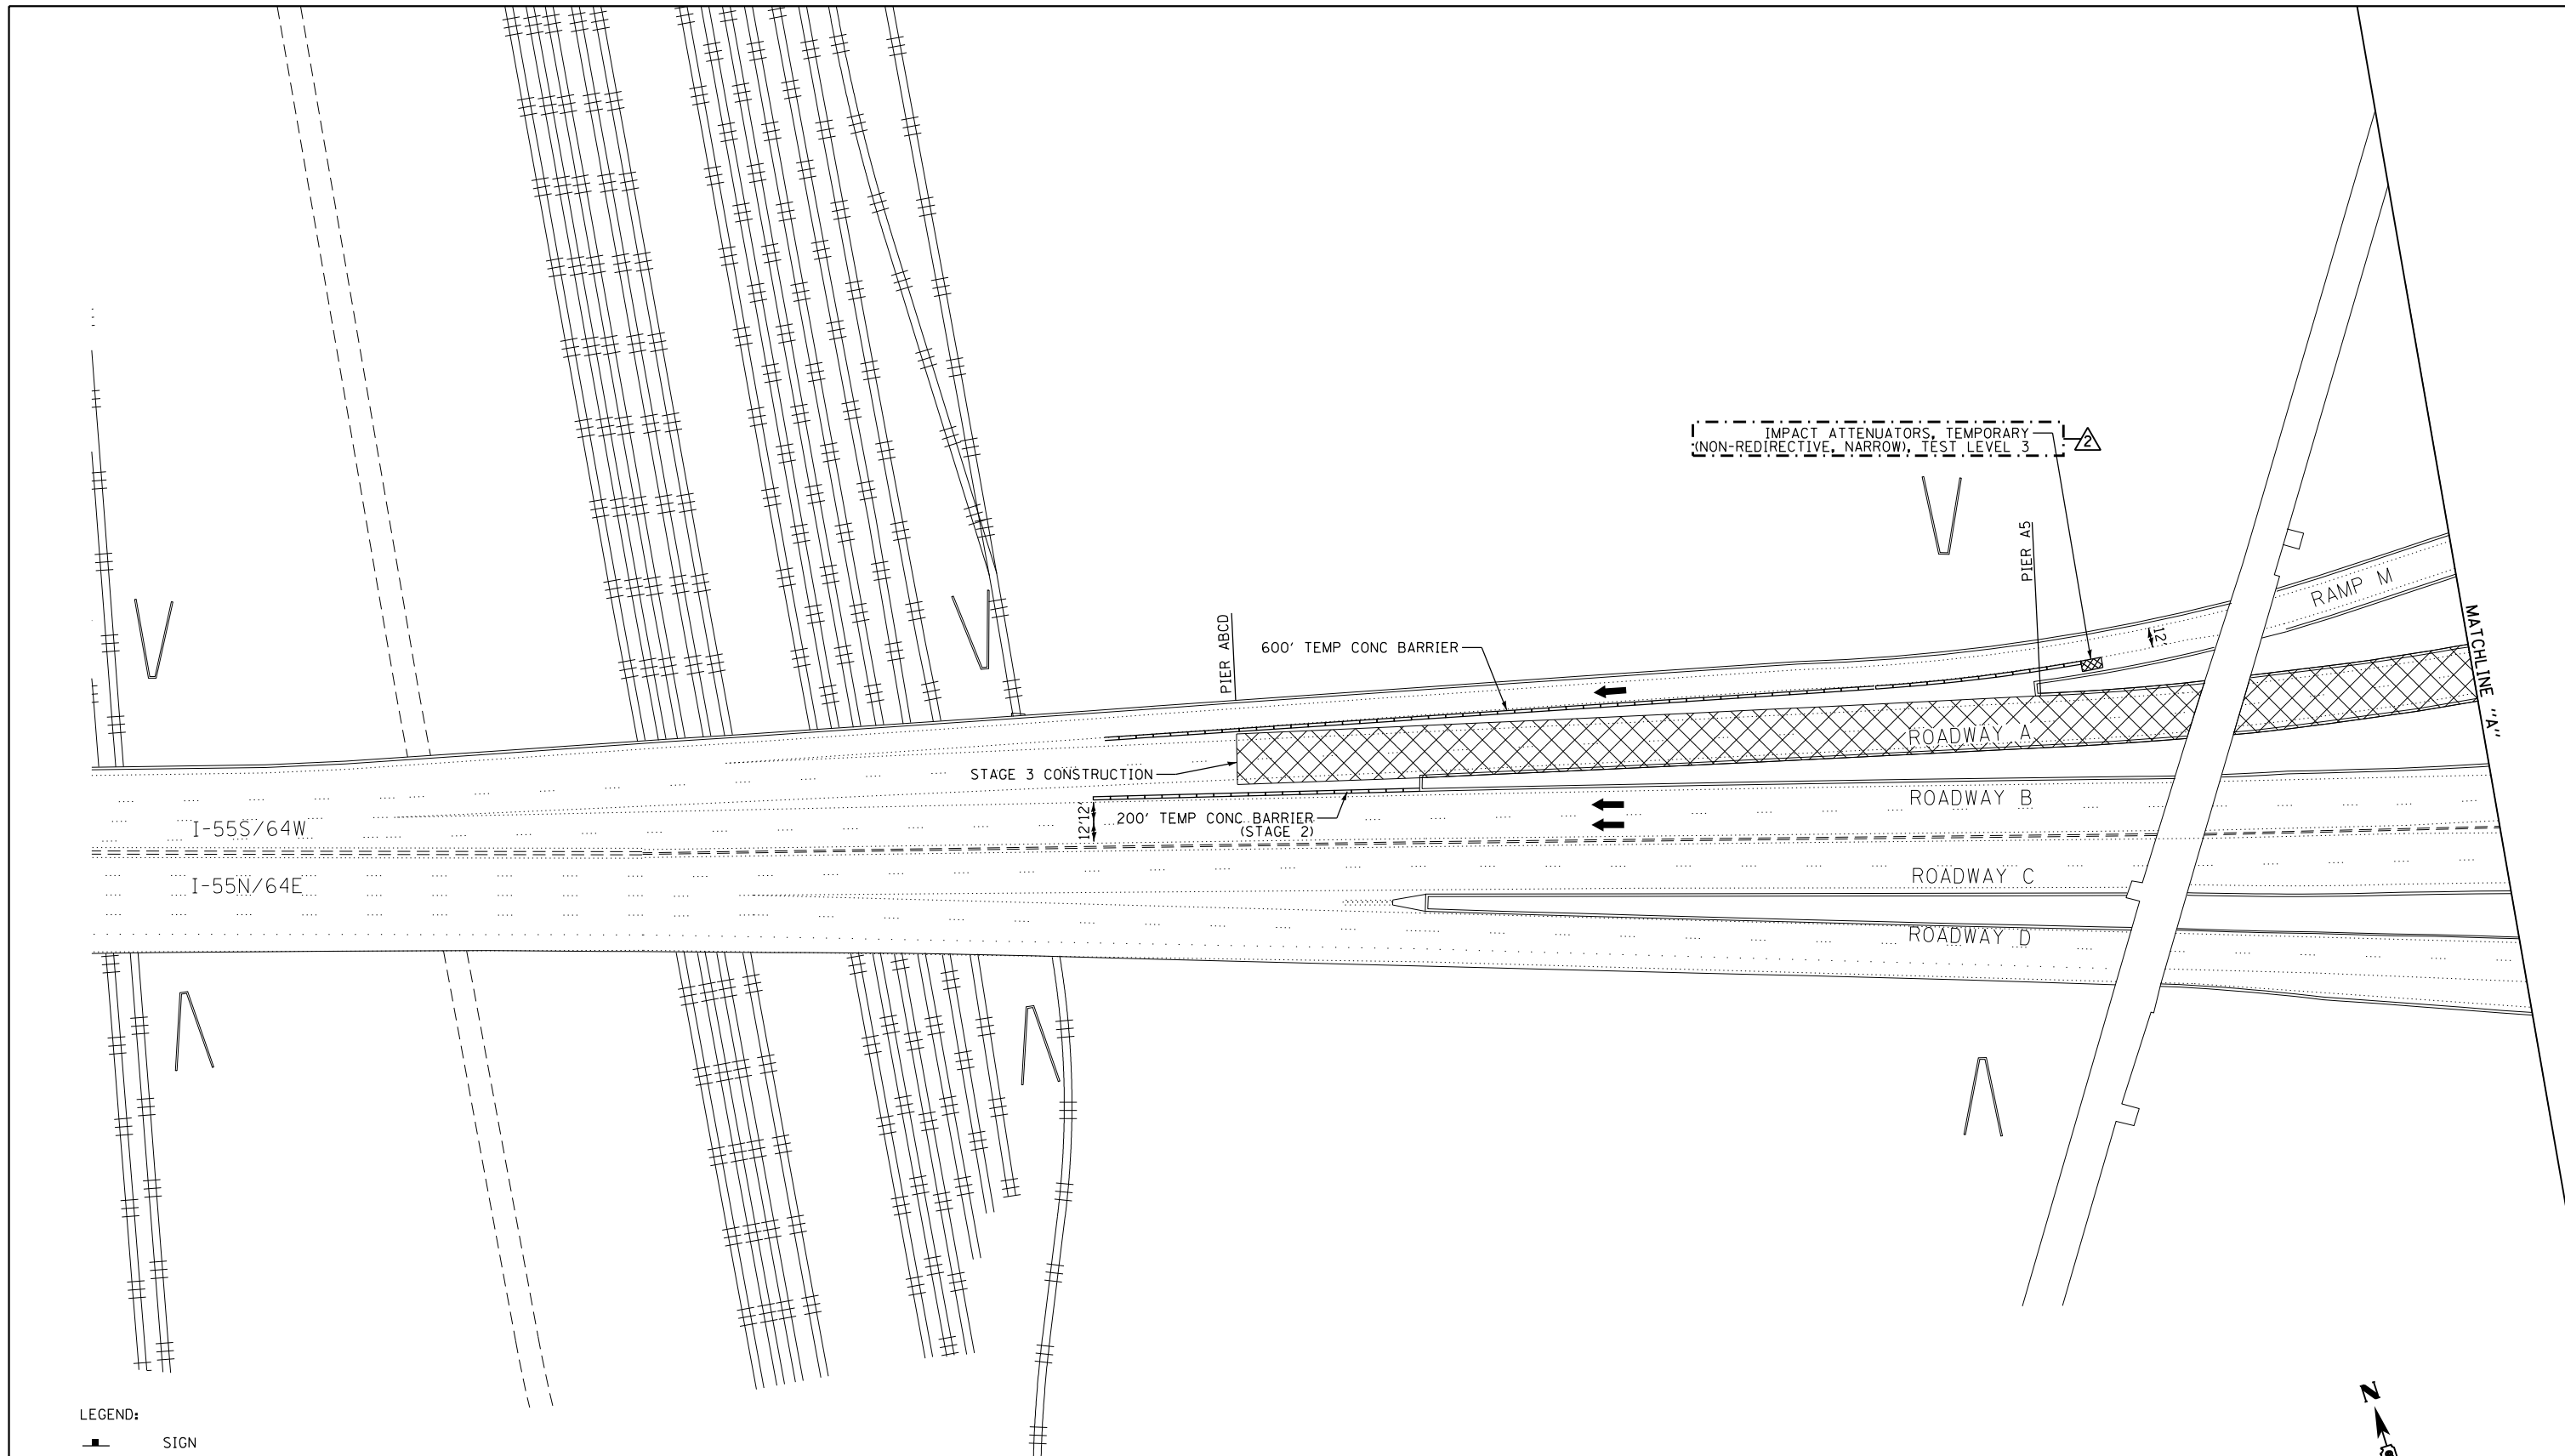 IMPACT ATTENUATORS, TEMPORARY
(NON-REDIRECTIVE, NARROW), TEST LEVEL 3
2
PIER A5
RAMP M
12'
MATCHLINE "A"
PIER ABCD
600' TEMP CONC BARRIER
ROADWAY A
STAGE 3 CONSTRUCTION
ROADWAY B
200' TEMP CONC BARRIER
(STAGE 2)
12'
12'
I-55S/64W
I-55N/64E
ROADWAY C
ROADWAY D
N
LEGEND:
SIGN